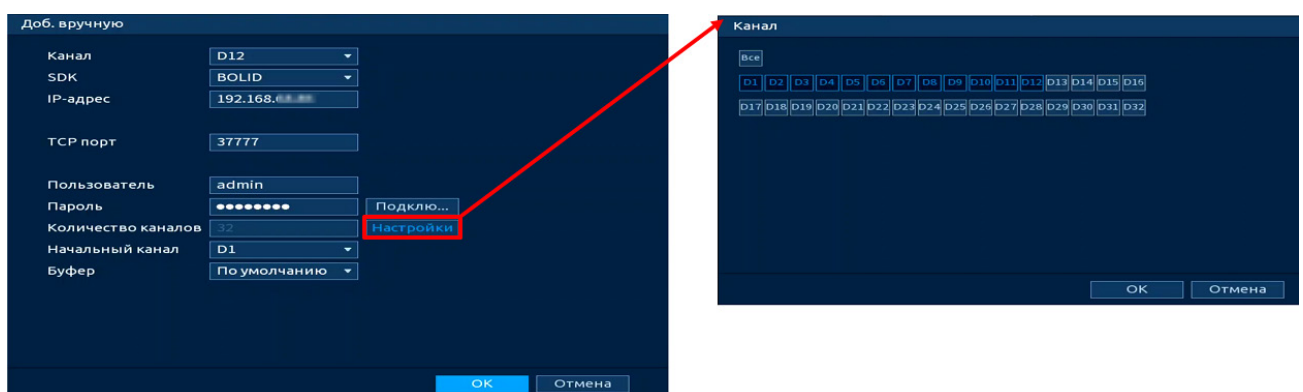 Доб. вручную
Канал D12
SDK BOLID
IP-адрес 192.168.
TCP порт 37777
Пользователь admin
Пароль ●●●●●●●● Подклю...
Количество каналов 32 Настройки
Начальный канал D1
Буфер По умолчанию
OK Отмена
Канал
Все
D1 D2 D3 D4 D5 D6 D7 D8 D9 D10 D11 D12 D13 D14 D15 D16
D17 D18 D19 D20 D21 D22 D23 D24 D25 D26 D27 D28 D29 D30 D31 D32
OK Отмена